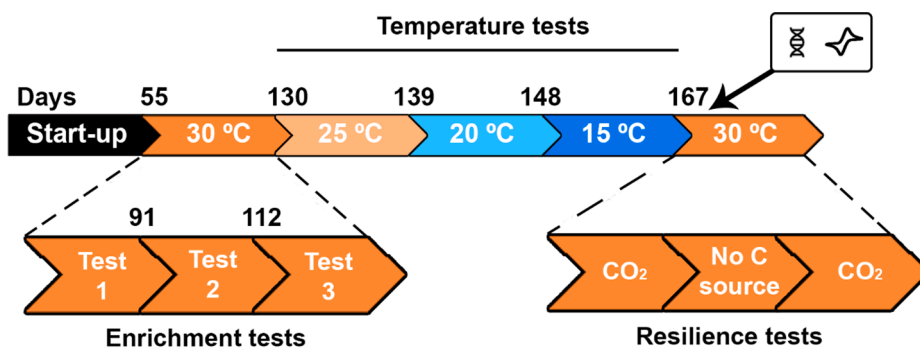 Temperature tests
Days 55 130 139 148 167
Start-up 30 ºC 25 ºC 20 ºC 15 ºC 30 ºC
91 112
Test 1 Test 2 Test 3
CO₂ No C source CO₂
Enrichment tests Resilience tests